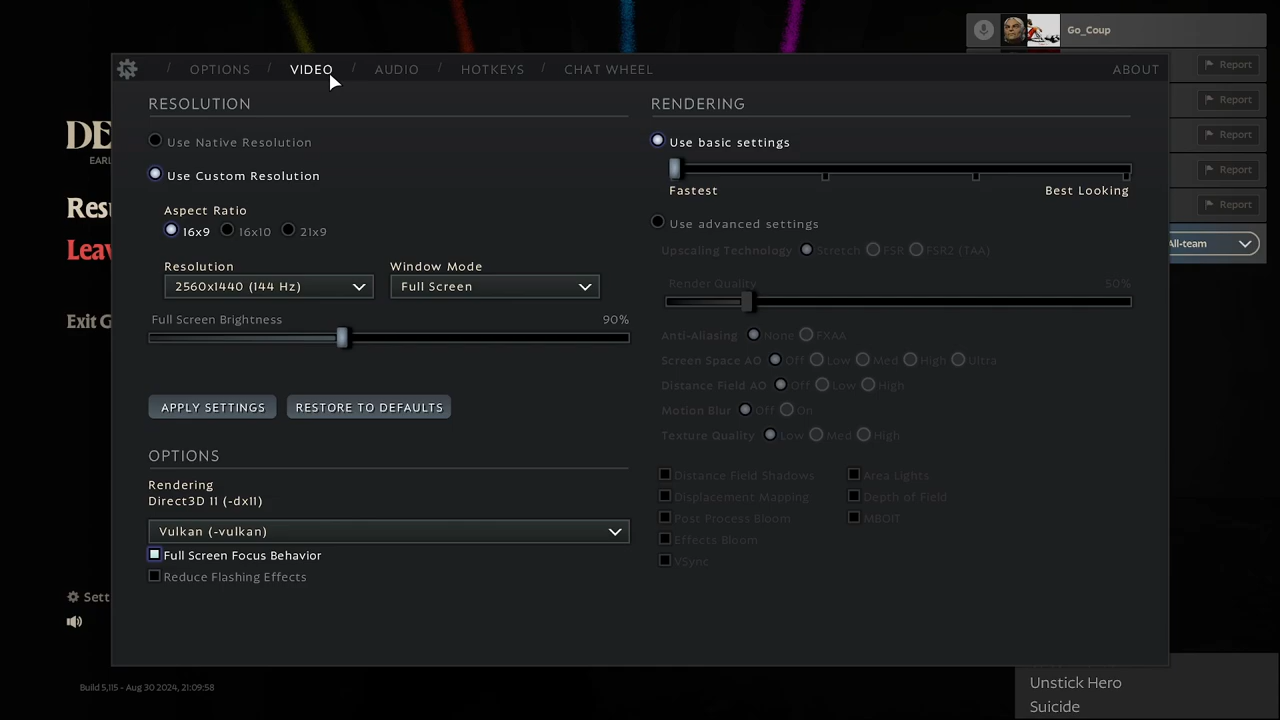 Go_Coup
OPTIONS / VIDEO / AUDIO / HOTKEYS / CHAT WHEEL ABOUT
Report
Report
Report
Report
Report
All-team
DE
EARL
Resu
Leav
Exit G
Sett
RESOLUTION
Use Native Resolution
Use Custom Resolution
Aspect Ratio
16x9 16x10 21x9
Resolution Window Mode
2560x1440 (144 Hz) Full Screen
Full Screen Brightness 90%
APPLY SETTINGS RESTORE TO DEFAULTS
OPTIONS
Rendering
Direct3D 11 (-dx11)
Vulkan (-vulkan)
Full Screen Focus Behavior
Reduce Flashing Effects
RENDERING
Use basic settings
Fastest Best Looking
Use advanced settings
Upscaling Technology Stretch FSR FSR2 (TAA)
Render Quality 50%
Anti-Aliasing None FXAA
Screen Space AO Off Low Med High Ultra
Distance Field AO Off Low High
Motion Blur Off On
Texture Quality Low Med High
Distance Field Shadows Area Lights
Displacement Mapping Depth of Field
Post Process Bloom MBOIT
Effects Bloom
VSync
Build 5,115 - Aug 30 2024, 21:09:58
Unstick Hero
Suicide